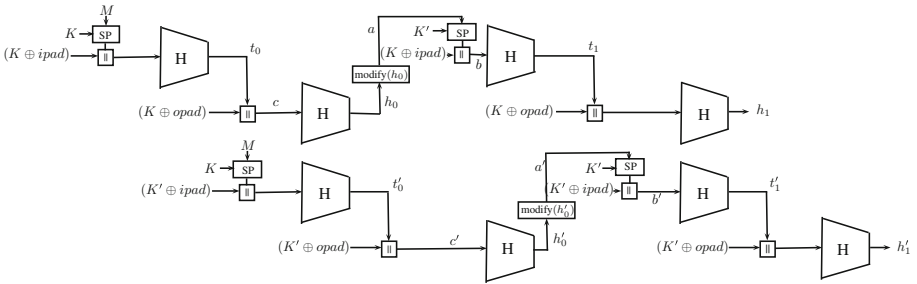 M
K
SP
(K ⊕ ipad)
||
H
t₀
(K ⊕ opad)
||
c
H
h₀
modify(h₀)
a
K′
SP
(K ⊕ ipad)
||
b
H
t₁
(K ⊕ opad)
||
H
h₁
M
K
SP
(K′ ⊕ ipad)
||
H
t′₀
(K′ ⊕ opad)
||
c′
H
h′₀
modify(h′₀)
a′
K′
SP
(K′ ⊕ ipad)
||
b′
H
t′₁
(K′ ⊕ opad)
||
H
h′₁